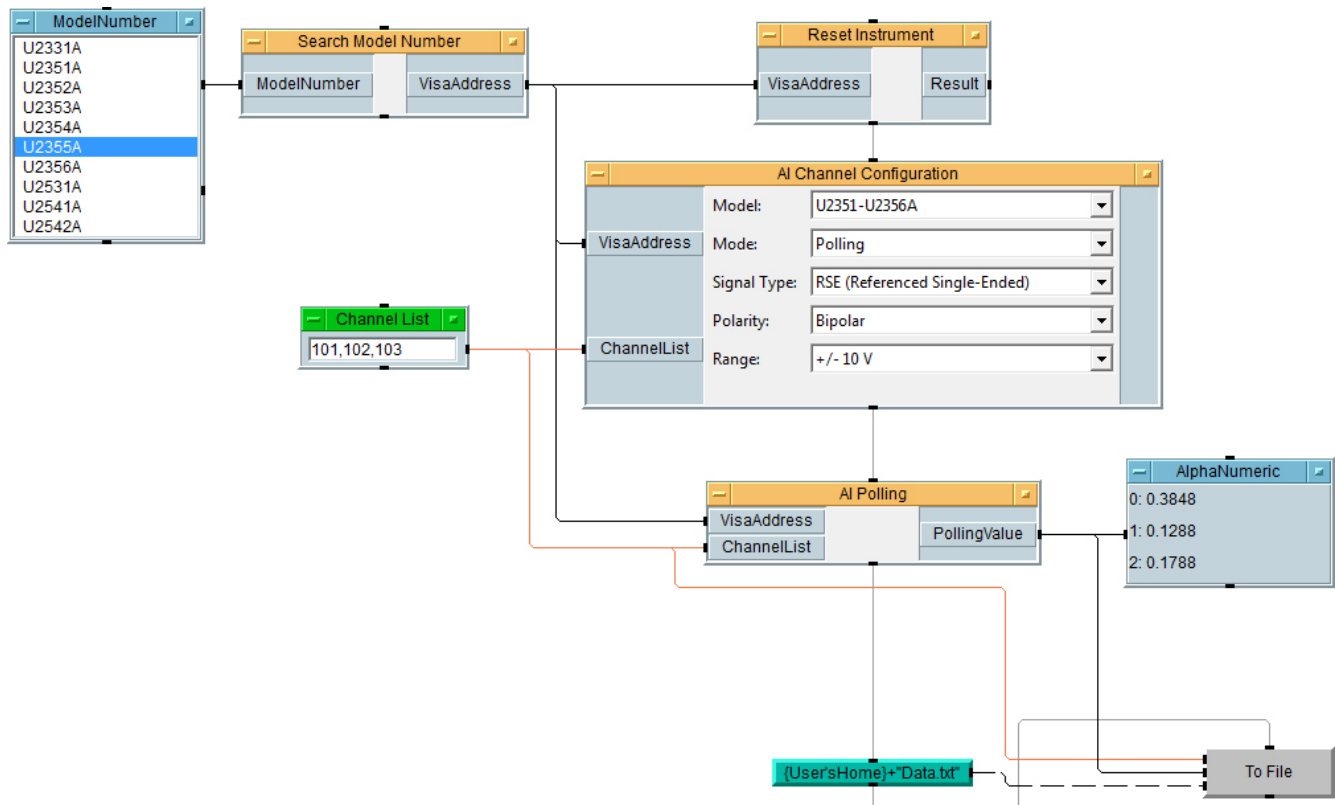 ModelNumber
U2331A
U2351A
U2352A
U2353A
U2354A
U2355A
U2356A
U2531A
U2541A
U2542A
Search Model Number
ModelNumber
VisaAddress
Reset Instrument
VisaAddress
Result
AI Channel Configuration
VisaAddress
ChannelList
Model: U2351-U2356A
Mode: Polling
Signal Type: RSE (Referenced Single-Ended)
Polarity: Bipolar
Range: +/- 10 V
Channel List
101,102,103
AI Polling
VisaAddress
ChannelList
PollingValue
AlphaNumeric
0: 0.3848
1: 0.1288
2: 0.1788
{User'sHome}+"Data.txt"
To File